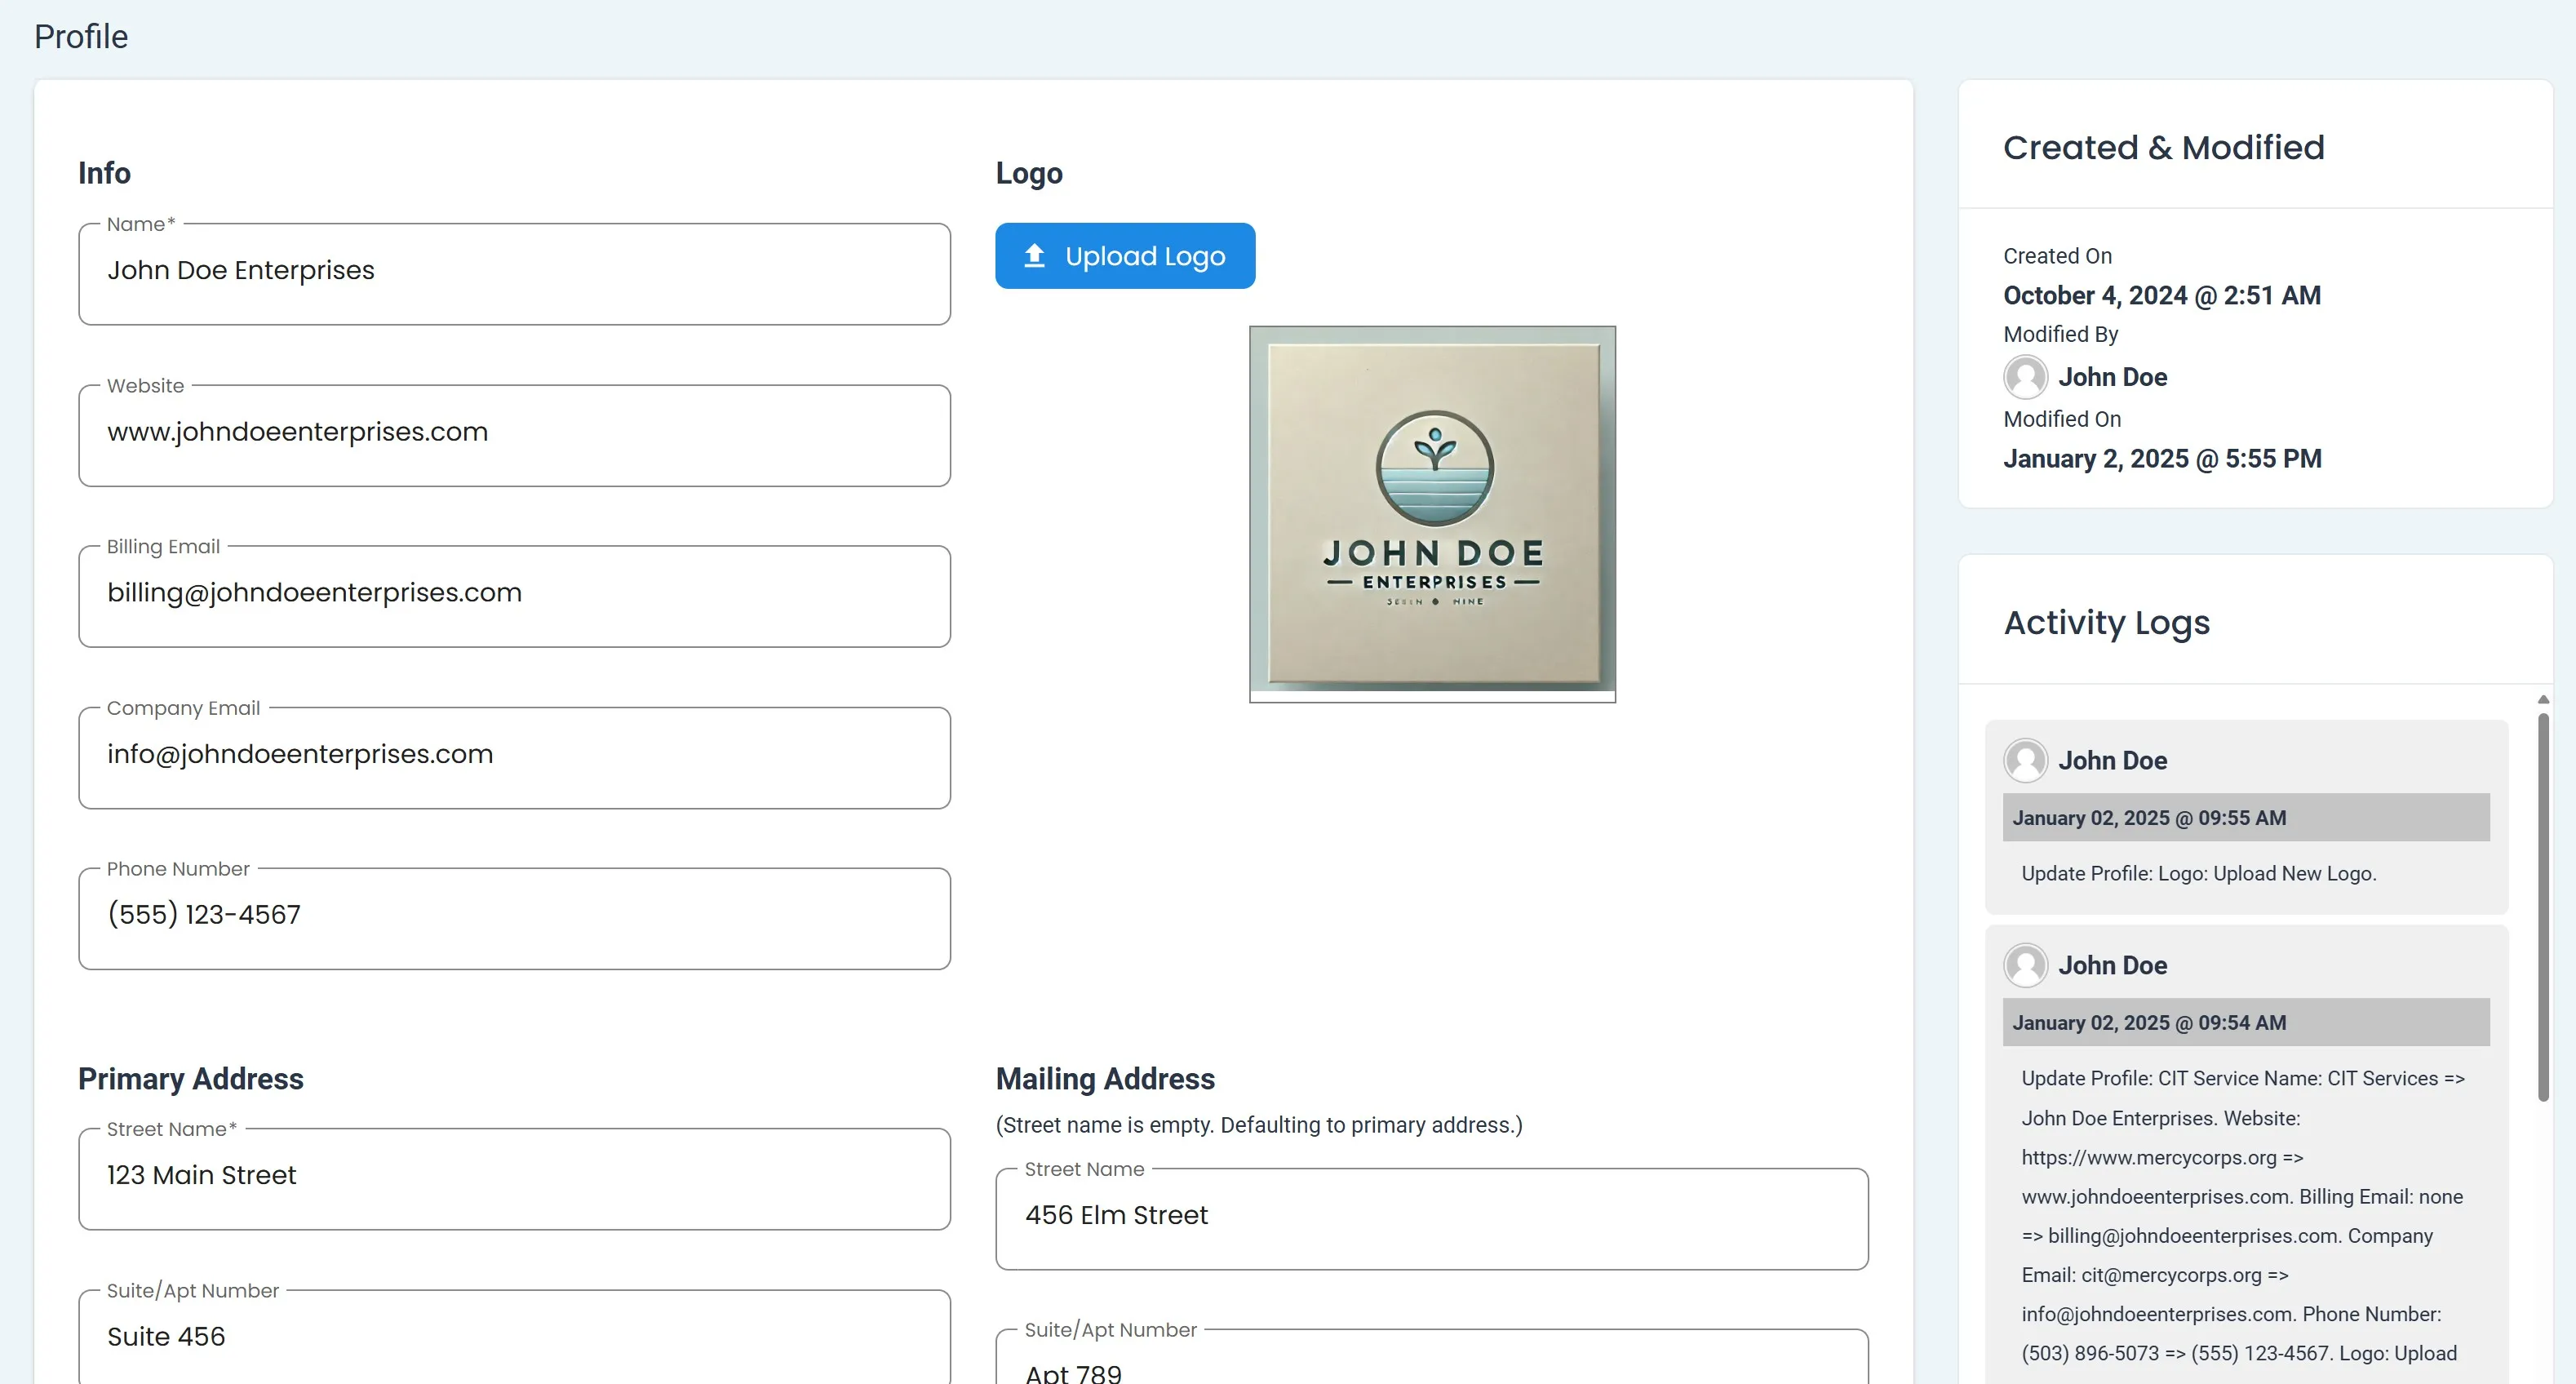 Profile
Info
Name*
John Doe Enterprises
Website
www.johndoeenterprises.com
Billing Email
billing@johndoeenterprises.com
Company Email
info@johndoeenterprises.com
Phone Number
(555) 123-4567
Logo
Upload Logo
JOHN DOE
ENTERPRISES
Primary Address
Street Name*
123 Main Street
Suite/Apt Number
Suite 456
Mailing Address
(Street name is empty. Defaulting to primary address.)
Street Name
456 Elm Street
Suite/Apt Number
Apt 789
Created & Modified
Created On
October 4, 2024 @ 2:51 AM
Modified By
John Doe
Modified On
January 2, 2025 @ 5:55 PM
Activity Logs
John Doe
January 02, 2025 @ 09:55 AM
Update Profile: Logo: Upload New Logo.
John Doe
January 02, 2025 @ 09:54 AM
Update Profile: CIT Service Name: CIT Services =>
John Doe Enterprises. Website:
https://www.mercycorps.org =>
www.johndoeenterprises.com. Billing Email: none
=> billing@johndoeenterprises.com. Company
Email: cit@mercycorps.org =>
info@johndoeenterprises.com. Phone Number:
(503) 896-5073 => (555) 123-4567. Logo: Upload